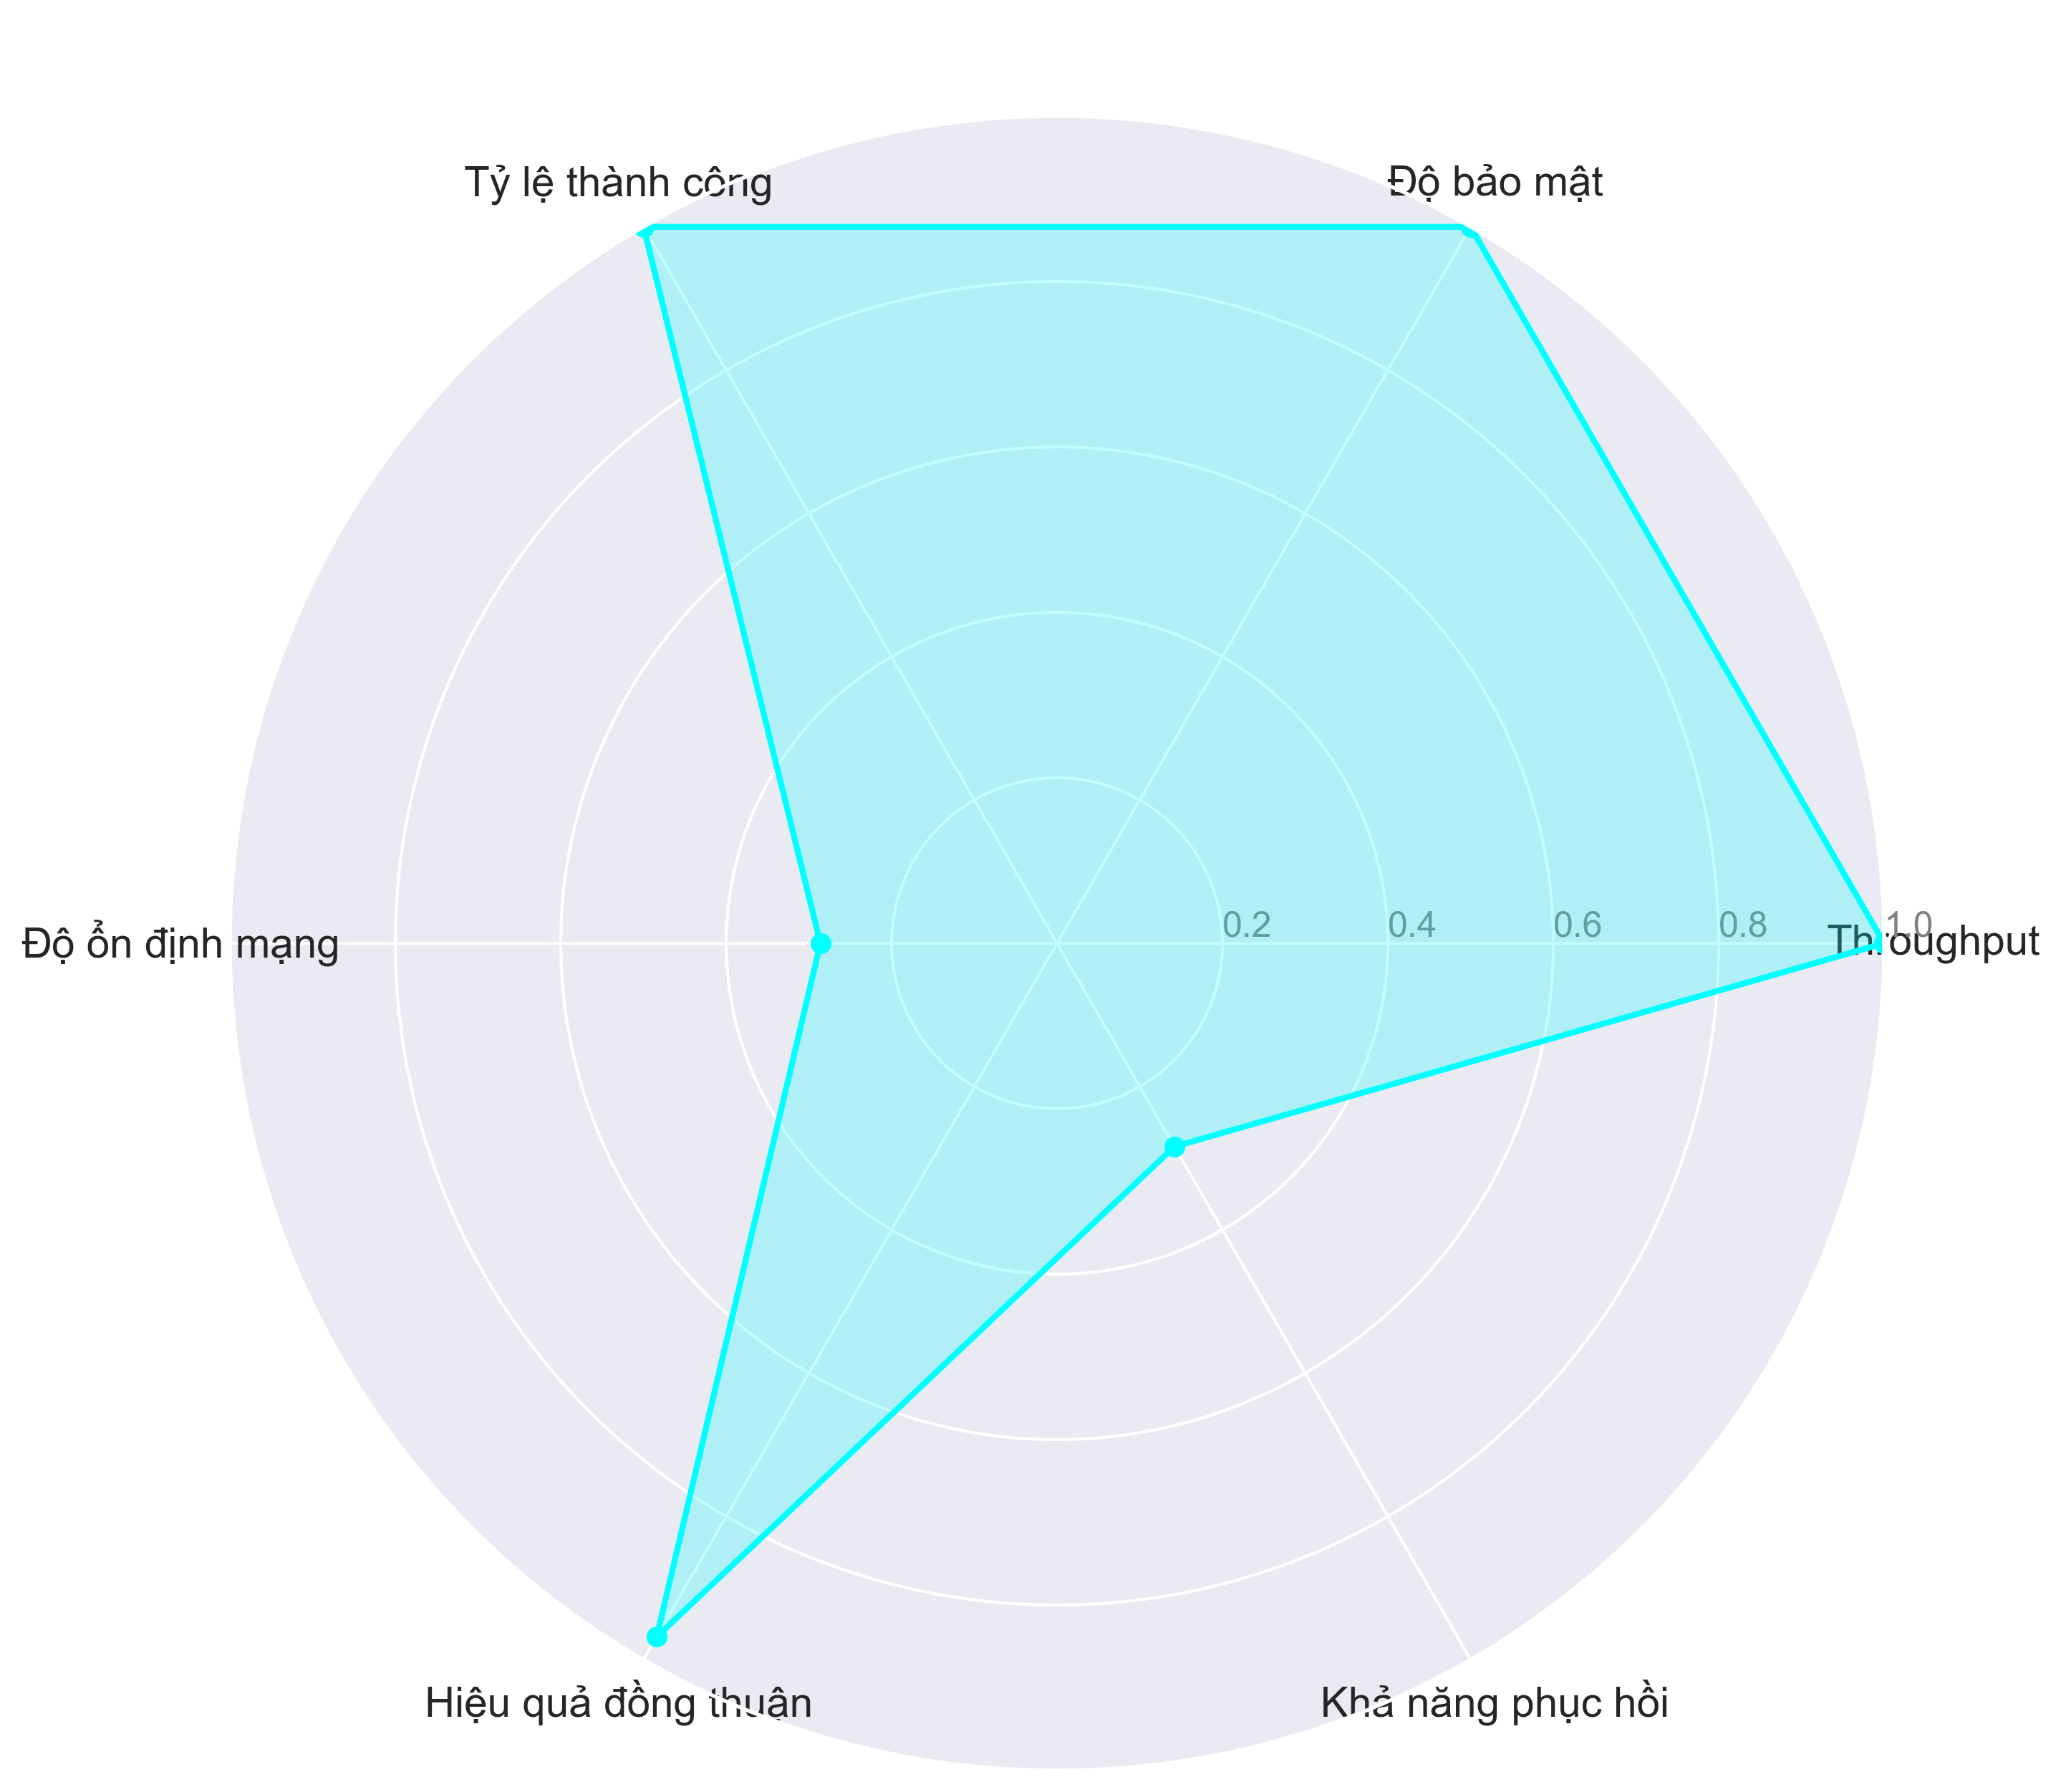 Tỷ lệ thành công
Độ bảo mật
Độ ổn định mạng
0.2
0.4
0.6
0.8
1.0
Throughput
Hiệu quả đồng thuận
Khả năng phục hồi